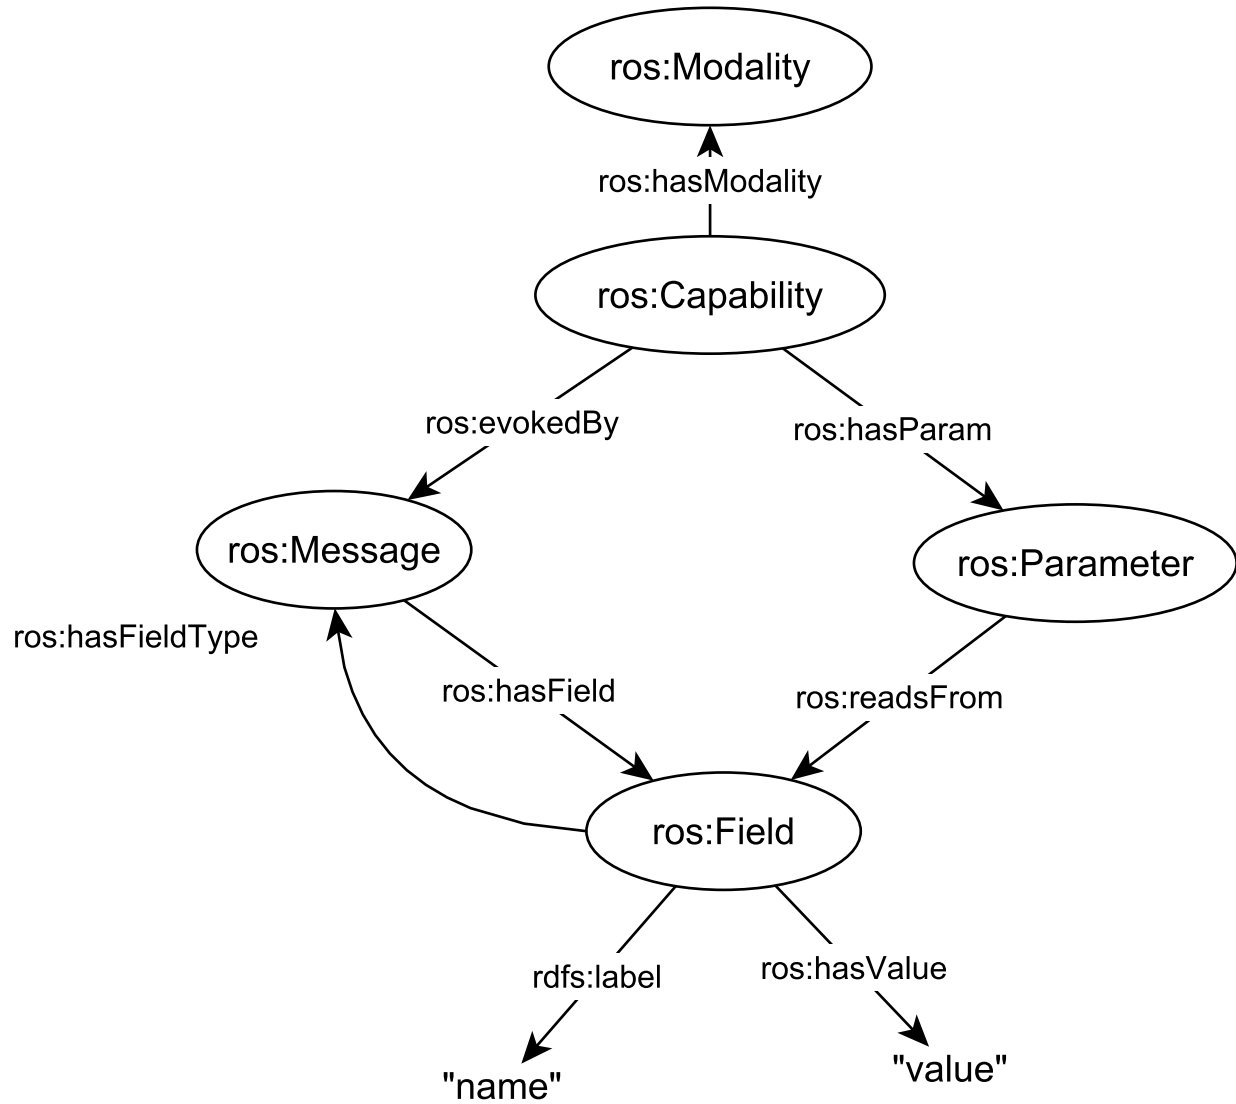 ros:Modality
ros:hasModality
ros:Capability
ros:evokedBy
ros:hasParam
ros:Message
ros:Parameter
ros:hasFieldType
ros:hasField
ros:readsFrom
ros:Field
rdfs:label
ros:hasValue
"name"
"value"